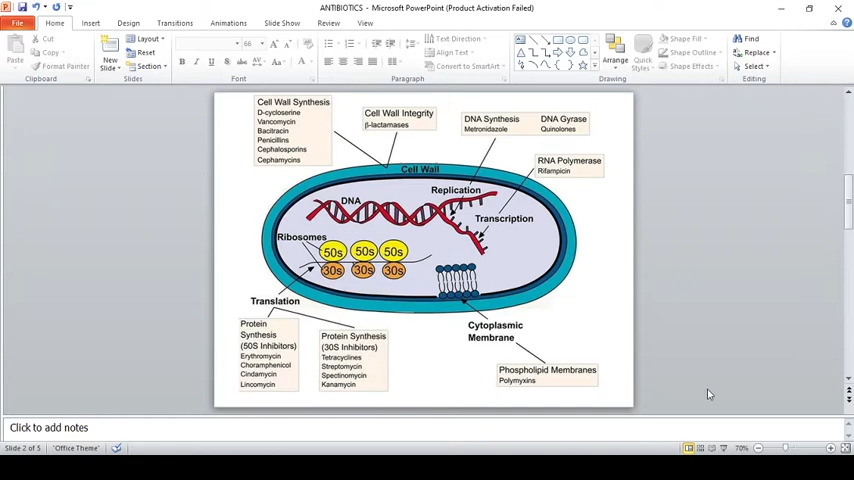 ANTIBIOTICS - Microsoft PowerPoint (Product Activation Failed)
File Home Insert Design Transitions Animations Slide Show Review View
Cut
Copy
Format Painter
Paste
Clipboard
New
Slide
Layout
Reset
Section
Slides
66
B I U S abc AV Aa A
Font
Paragraph
Text Direction
Align Text
Convert to SmartArt
Arrange
Quick
Styles
Shape Fill
Shape Outline
Shape Effects
Drawing
Find
Replace
Select
Editing
Cell Wall Synthesis
D-cycloserine
Vancomycin
Bacitracin
Penicillins
Cephalosporins
Cephamycins
Cell Wall Integrity
β-lactamases
DNA Synthesis
Metronidazole
DNA Gyrase
Quinolones
RNA Polymerase
Rifampicin
Cell Wall
DNA
Replication
Transcription
Ribosomes
50s 50s 50s
30s 30s 30s
Translation
Cytoplasmic
Membrane
Protein
Synthesis
(50S Inhibitors)
Erythromycin
Choramphenicol
Cindamycin
Lincomycin
Protein Synthesis
(30S Inhibitors)
Tetracyclines
Streptomycin
Spectinomycin
Kanamycin
Phospholipid Membranes
Polymyxins
Click to add notes
Slide 2 of 5 "Office Theme" 70%